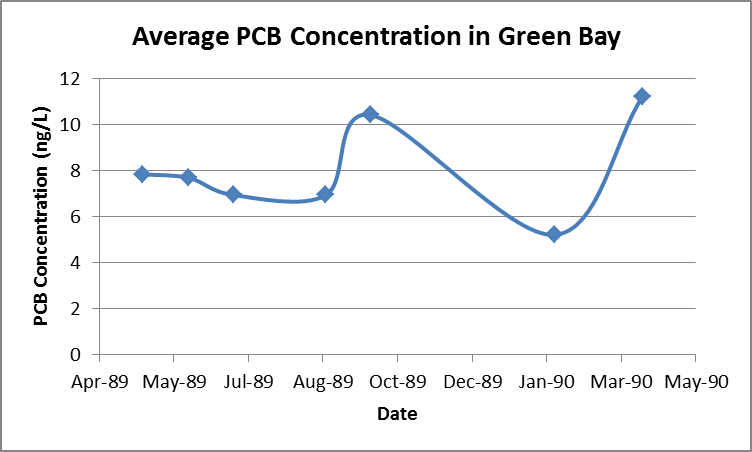 Average PCB Concentration in Green Bay
PCB Concentration (ng/L)
12
10
8
6
4
2
0
Apr-89 May-89 Jul-89 Aug-89 Oct-89 Dec-89 Jan-90 Mar-90 May-90
Date